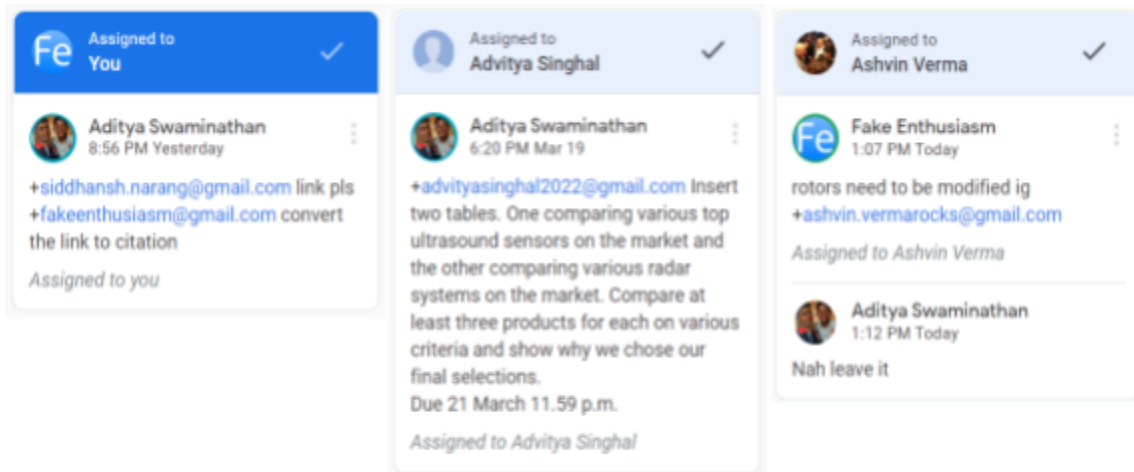 Fe
Assigned to
You
Aditya Swaminathan
8:56 PM Yesterday
+siddhansh.narang@gmail.com link pls
+fakeenthusiasm@gmail.com convert
the link to citation
Assigned to you
Assigned to
Advitya Singhal
Aditya Swaminathan
6:20 PM Mar 19
+advityasinghal2022@gmail.com Insert
two tables. One comparing various top
ultrasound sensors on the market and
the other comparing various radar
systems on the market. Compare at
least three products for each on various
criteria and show why we chose our
final selections.
Due 21 March 11.59 p.m.
Assigned to Advitya Singhal
Assigned to
Ashvin Verma
Fe
Fake Enthusiasm
1:07 PM Today
rotors need to be modified ig
+ashvin.vermarocks@gmail.com
Assigned to Ashvin Verma
Aditya Swaminathan
1:12 PM Today
Nah leave it